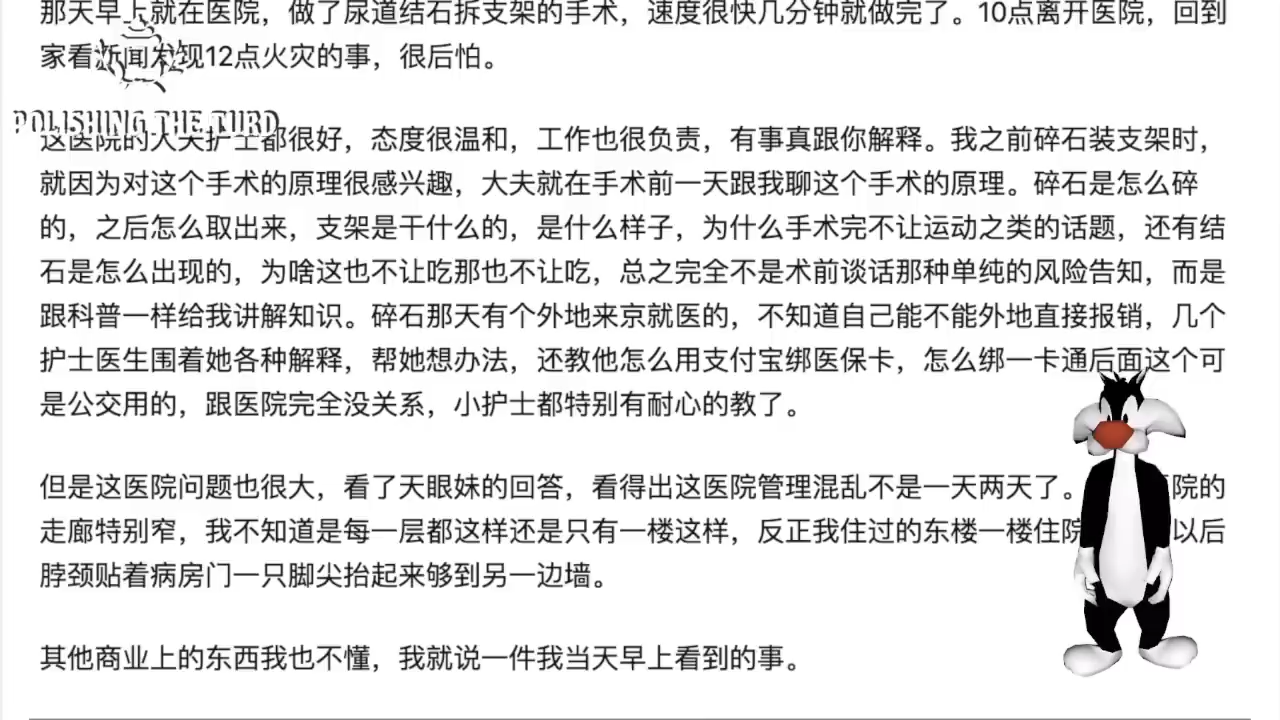 那天早上就在医院，做了尿道结石拆支架的手术，速度很快几分钟就做完了。10点离开医院，回到
家看新闻发现12点火灾的事，很后怕。
POLISHING THE TURD
这医院的大夫护士都很好，态度很温和，工作也很负责，有事真跟你解释。我之前碎石装支架时，
就因为对这个手术的原理很感兴趣，大夫就在手术前一天跟我聊这个手术的原理。碎石是怎么碎
的，之后怎么取出来，支架是干什么的，是什么样子，为什么手术完不让运动之类的话题，还有结
石是怎么出现的，为啥这也不让吃那也不让吃，总之完全不是术前谈话那种单纯的风险告知，而是
跟科普一样给我讲解知识。碎石那天有个外地来京就医的，不知道自己能不能外地直接报销，几个
护士医生围着她各种解释，帮她想办法，还教他怎么用支付宝绑医保卡，怎么绑一卡通后面这个可
是公交用的，跟医院完全没关系，小护士都特别有耐心的教了。
但是这医院问题也很大，看了天眼妹的回答，看得出这医院管理混乱不是一天两天了。医院的
走廊特别窄，我不知道是每一层都这样还是只有一楼这样，反正我住过的东楼一楼住院以后
脖颈贴着病房门一只脚尖抬起来够到另一边墙。
其他商业上的东西我也不懂，我就说一件我当天早上看到的事。